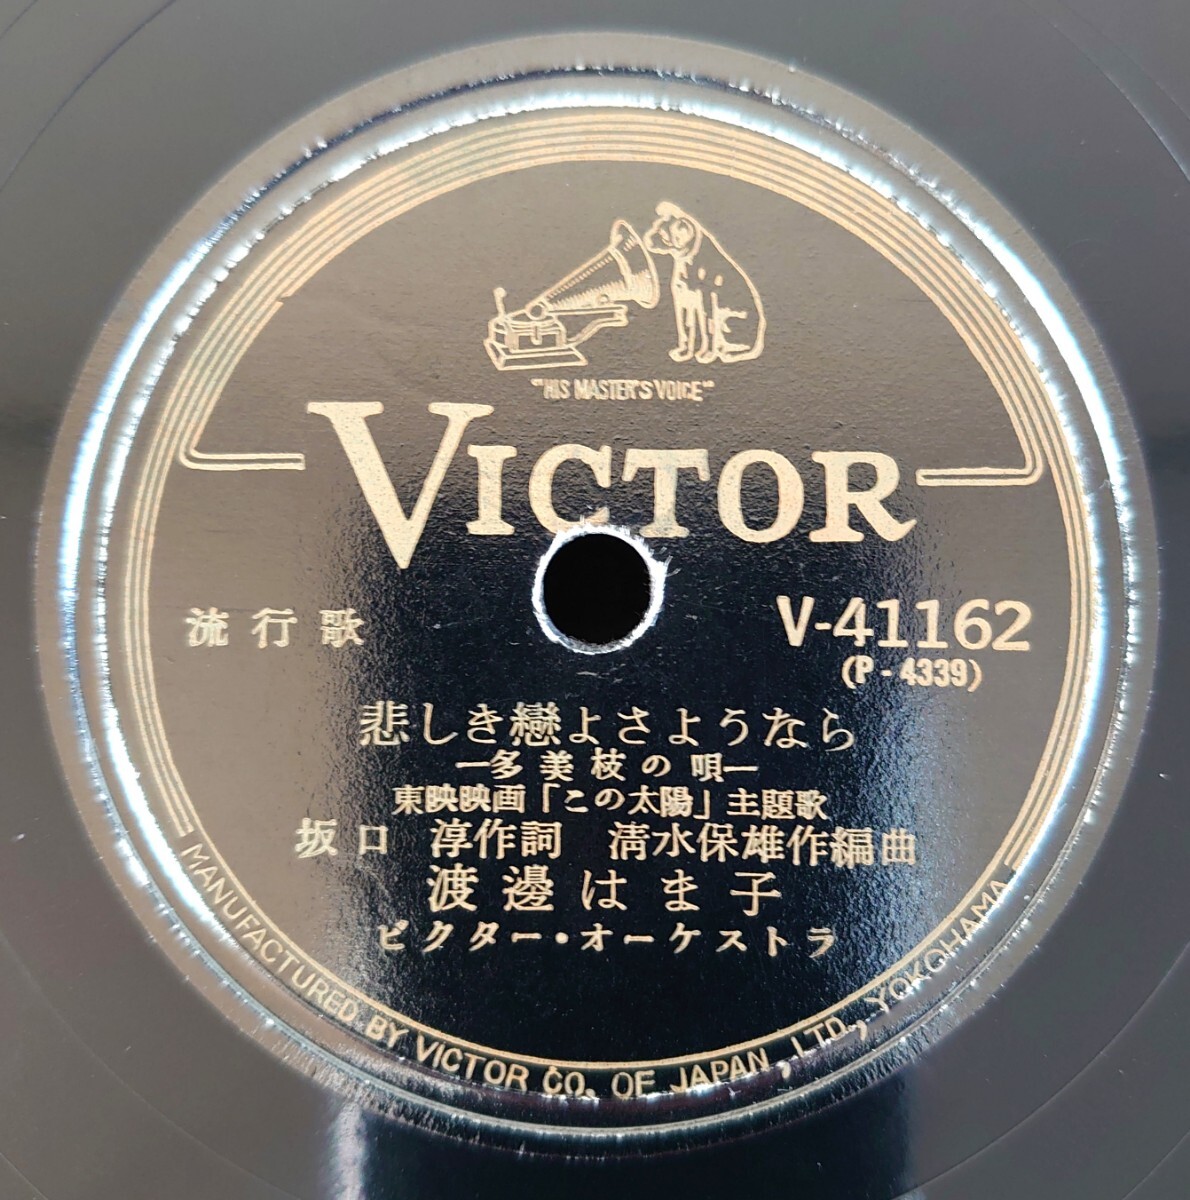 "HIS MASTER'S VOICE"
VICTOR
流行歌
V-41162
(P-4339)
悲しき戀よさようなら
―多美枝の唄―
東映映画「この太陽」主題歌
坂口 淳作詞 淸水保雄作編曲
渡邊はま子
ビクター・オーケストラ
MANUFACTURED BY VICTOR CO. OF JAPAN, LTD., YOKOHAMA